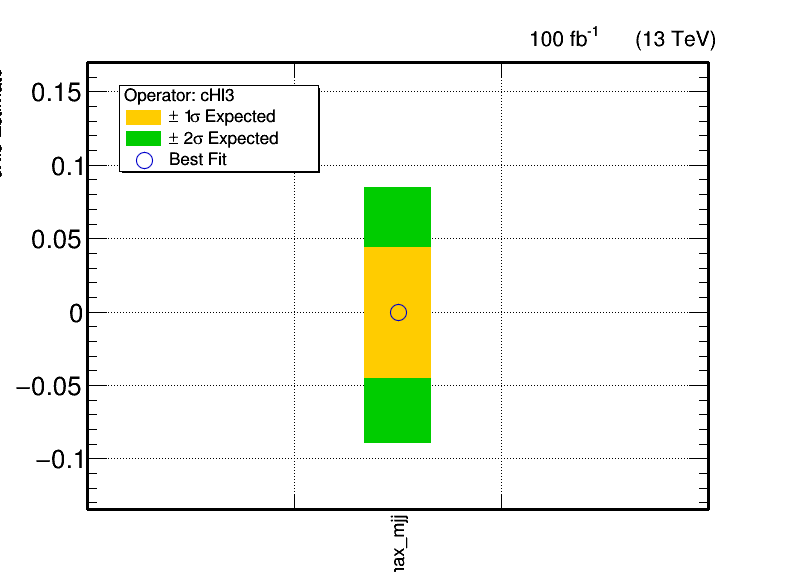 100 fb-1 (13 TeV)
0.15
0.1
0.05
0
−0.05
−0.1
Operator: cHl3
± 1σ Expected
± 2σ Expected
Best Fit